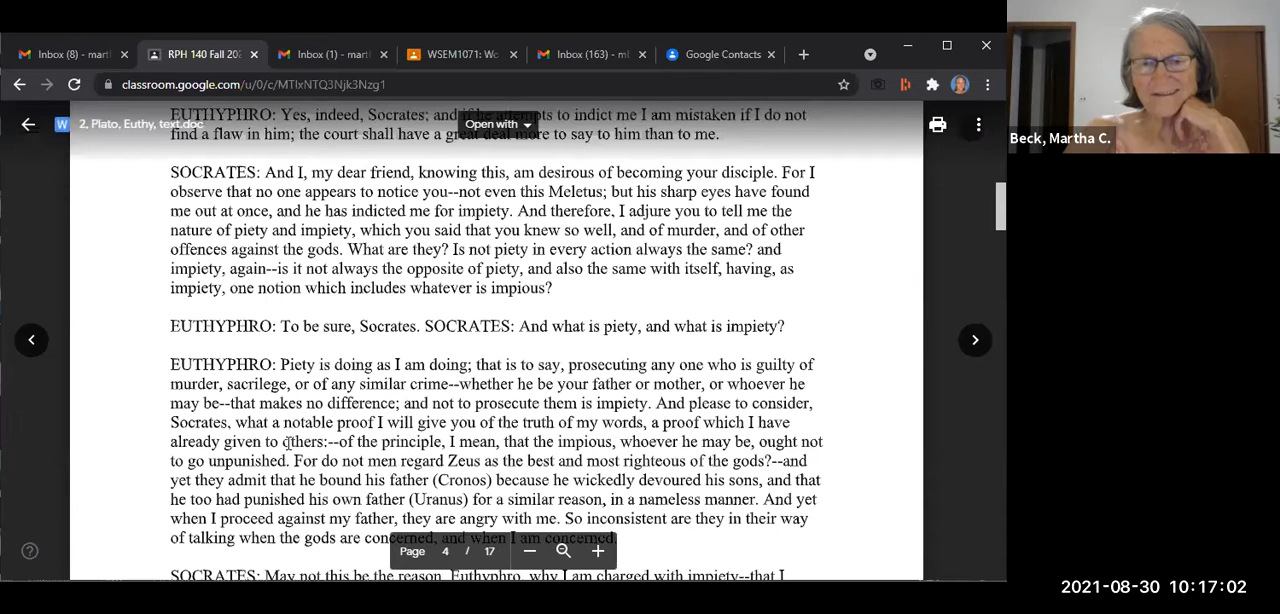 Inbox (8) - mart
RPH 140 Fall 202
Inbox (1) - mart
WSEM1071: Wo
Inbox (163) - m
Google Contacts
classroom.google.com/u/0/c/MTIxNTQ3Njk3Nzg1
Beck, Martha C.
EUTHYPHRO: Yes, indeed, Socrates; and if he attempts to indict me I am mistaken if I do not
W 2, Plato, Euthy, text.doc
Open with
find a flaw in him; the court shall have a great deal more to say to him than to me.
SOCRATES: And I, my dear friend, knowing this, am desirous of becoming your disciple. For I
observe that no one appears to notice you--not even this Meletus; but his sharp eyes have found
me out at once, and he has indicted me for impiety. And therefore, I adjure you to tell me the
nature of piety and impiety, which you said that you knew so well, and of murder, and of other
offences against the gods. What are they? Is not piety in every action always the same? and
impiety, again--is it not always the opposite of piety, and also the same with itself, having, as
impiety, one notion which includes whatever is impious?
EUTHYPHRO: To be sure, Socrates. SOCRATES: And what is piety, and what is impiety?
EUTHYPHRO: Piety is doing as I am doing; that is to say, prosecuting any one who is guilty of
murder, sacrilege, or of any similar crime--whether he be your father or mother, or whoever he
may be--that makes no difference; and not to prosecute them is impiety. And please to consider,
Socrates, what a notable proof I will give you of the truth of my words, a proof which I have
already given to others:--of the principle, I mean, that the impious, whoever he may be, ought not
to go unpunished. For do not men regard Zeus as the best and most righteous of the gods?--and
yet they admit that he bound his father (Cronos) because he wickedly devoured his sons, and that
he too had punished his own father (Uranus) for a similar reason, in a nameless manner. And yet
when I proceed against my father, they are angry with me. So inconsistent are they in their way
of talking when the gods are concerned, and when I am concerned.
Page 4 / 17
SOCRATES: May not this be the reason, Euthyphro, why I am charged with impiety--that I
2021-08-30 10:17:02